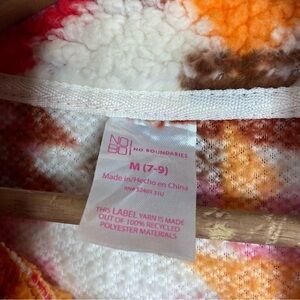 NO!
BO! NO BOUNDARIES
M (7-9)
Made in/Hecho en China
THIS LABEL YARN IS MADE
OUT OF 100% RECYCLED
POLYESTER MATERIALS